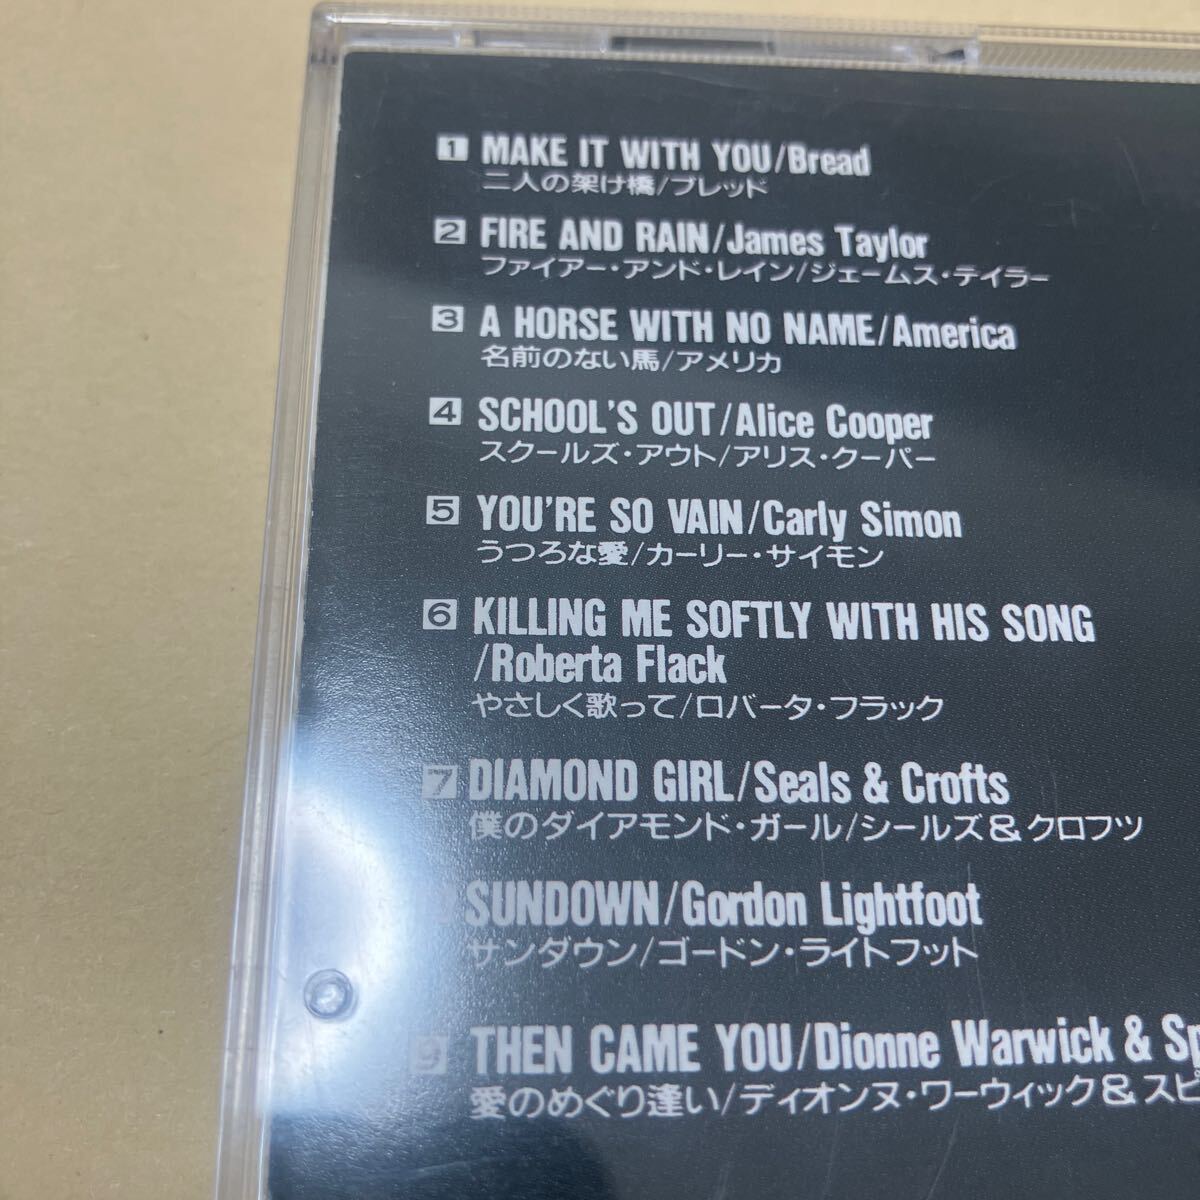 1 MAKE IT WITH YOU/Bread
二人の架け橋/ブレッド
2 FIRE AND RAIN/James Taylor
ファイアー・アンド・レイン/ジェームス・テイラー
3 A HORSE WITH NO NAME/America
名前のない馬/アメリカ
4 SCHOOL'S OUT/Alice Cooper
スクールズ・アウト/アリス・クーパー
5 YOU'RE SO VAIN/Carly Simon
うつろな愛/カーリー・サイモン
6 KILLING ME SOFTLY WITH HIS SONG
/Roberta Flack
やさしく歌って/ロバータ・フラック
7 DIAMOND GIRL/Seals & Crofts
僕のダイアモンド・ガール/シールズ&クロフツ
SUNDOWN/Gordon Lightfoot
サンダウン/ゴードン・ライトフット
9 THEN CAME YOU/Dionne Warwick & Sp
愛のめぐり逢い/ディオンヌ・ワーウィック&スピ